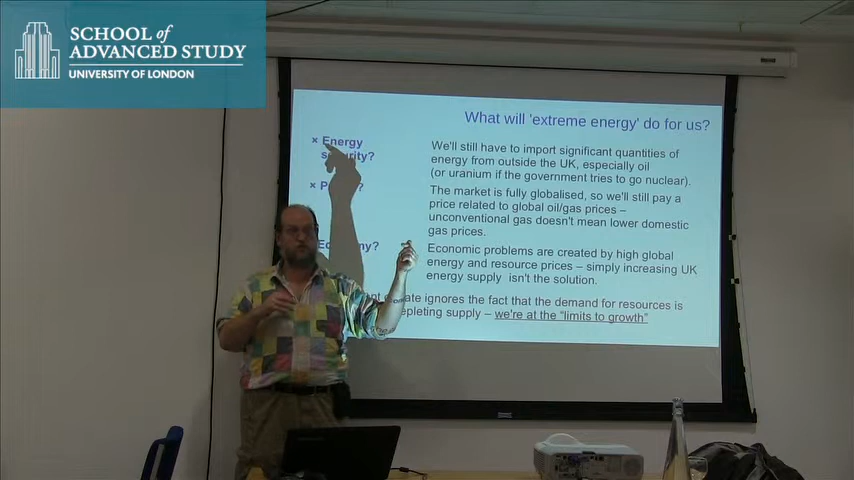 SCHOOL of
ADVANCED STUDY
UNIVERSITY OF LONDON
What will 'extreme energy' do for us?
× Energy
security?
We'll still have to import significant quantities of
energy from outside the UK, especially oil
(or uranium if the government tries to go nuclear).
×
The market is fully globalised, so we'll still pay a
price related to global oil/gas prices –
unconventional gas doesn't mean lower domestic
gas prices.
Economy?
Economic problems are created by high global
energy and resource prices – simply increasing UK
energy supply isn't the solution.
ignores the fact that the demand for resources is
supply – we're at the "limits to growth"